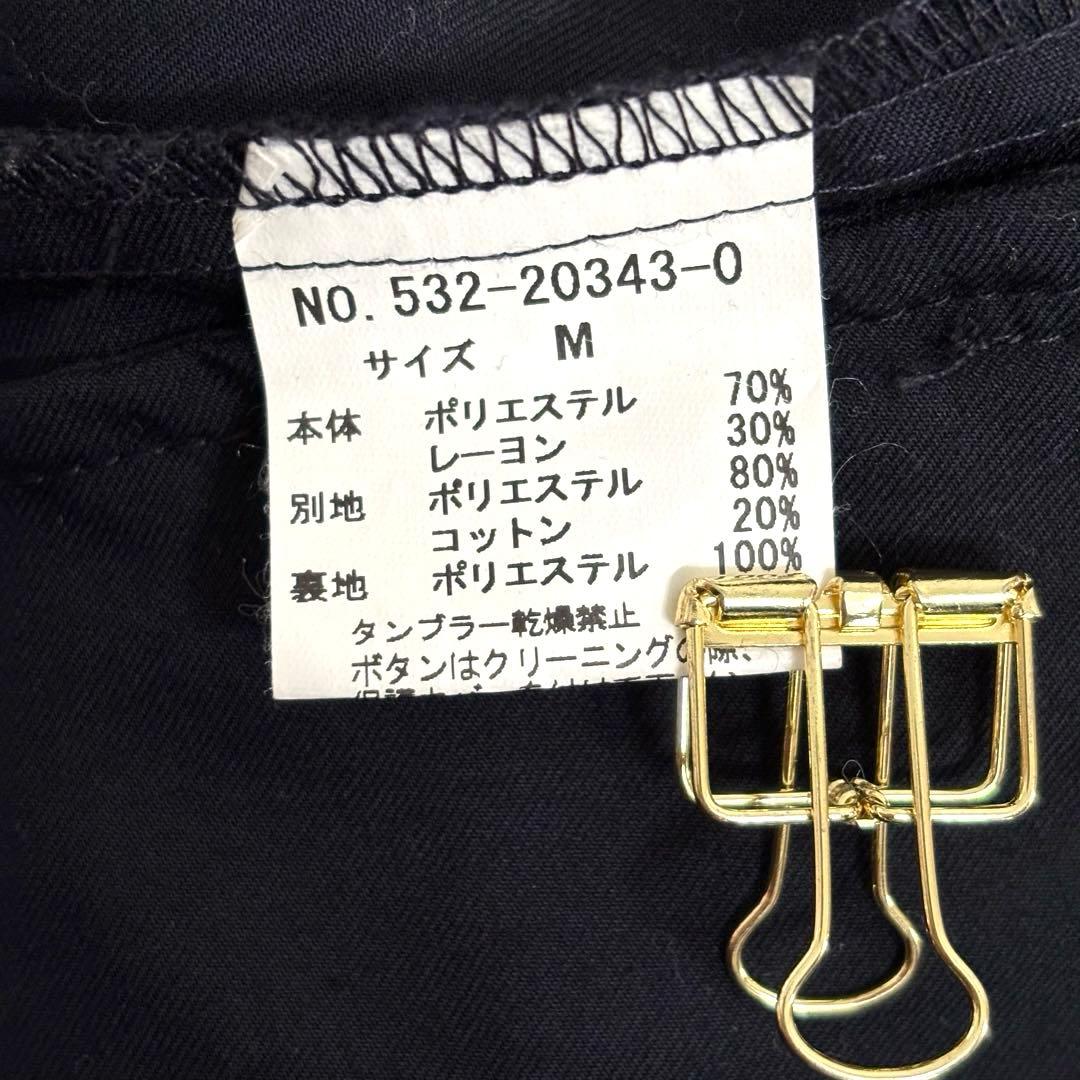 NO. 532-20343-0
サイズ M
本体 ポリエステル 70%
レーヨン 30%
別地 ポリエステル 80%
コットン 20%
裏地 ポリエステル 100%
タンブラー乾燥禁止
ボタンはクリーニングの際、